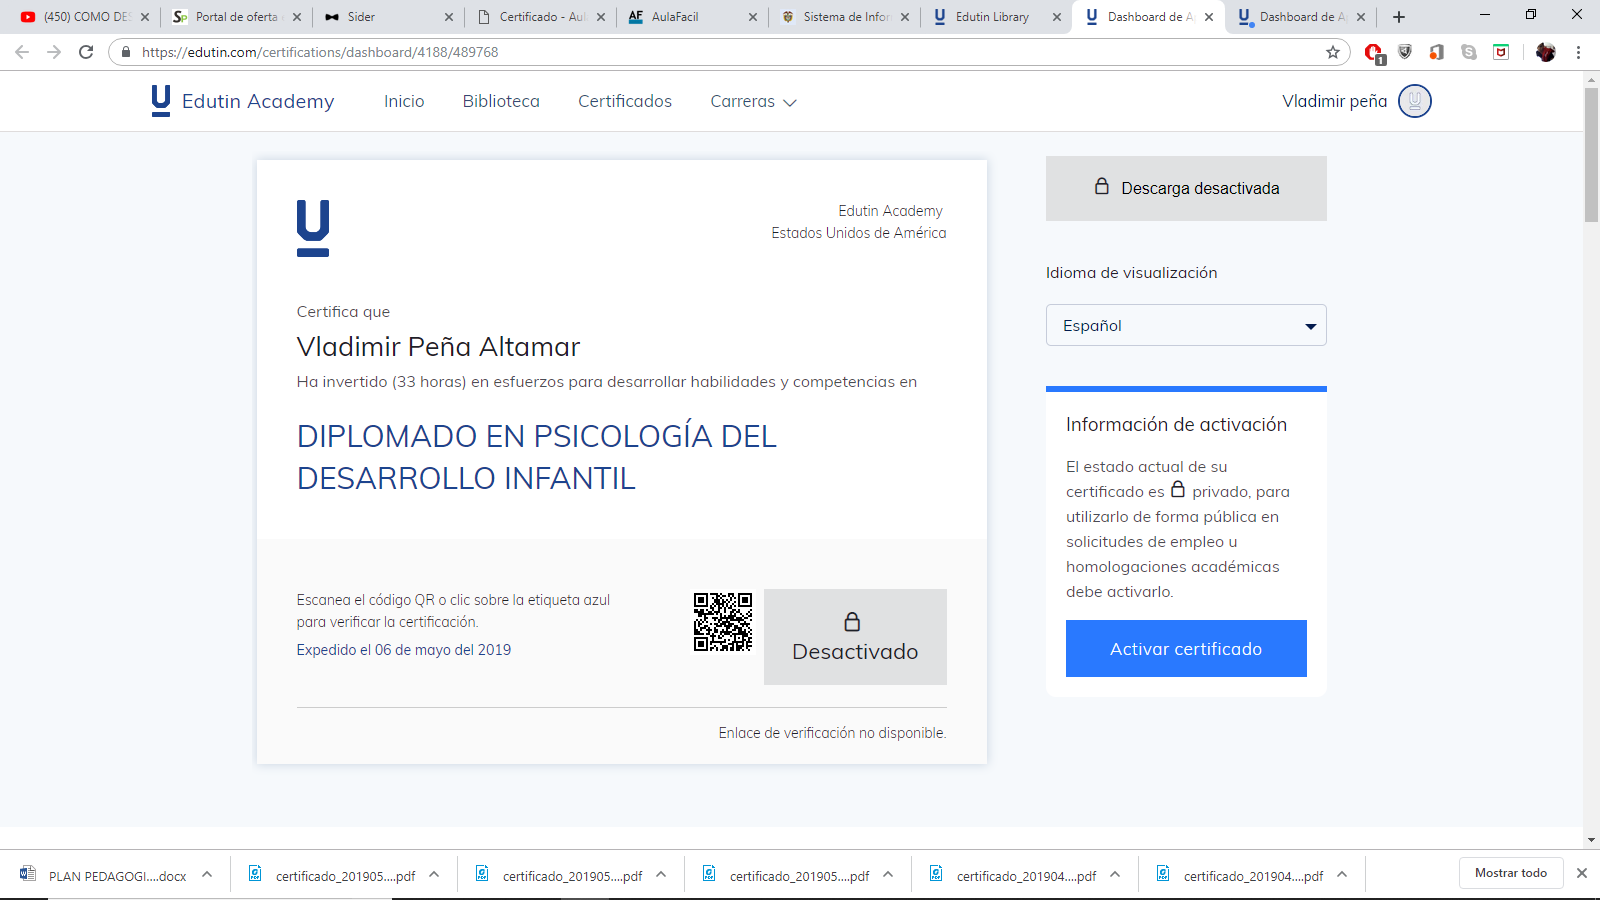 (450) COMO DES
Portal de oferta
Sider
Certificado - Aul
AulaFacil
Sistema de Infor
Edutin Library
Dashboard de Ap
Dashboard de Ap
https://edutin.com/certifications/dashboard/4188/489768
1
Edutin Academy
Inicio
Biblioteca
Certificados
Carreras
Vladimir peña
Edutin Academy
Estados Unidos de América
Certifica que
Vladimir Peña Altamar
Ha invertido (33 horas) en esfuerzos para desarrollar habilidades y competencias en
DIPLOMADO EN PSICOLOGÍA DEL
DESARROLLO INFANTIL
Escanea el código QR o clic sobre la etiqueta azul
para verificar la certificación.
Expedido el 06 de mayo del 2019
Desactivado
Enlace de verificación no disponible.
Descarga desactivada
Idioma de visualización
Español
Información de activación
El estado actual de su
certificado es privado, para
utilizarlo de forma pública en
solicitudes de empleo u
homologaciones académicas
debe activarlo.
Activar certificado
PLAN PEDAGOGI....docx
certificado_201905....pdf
certificado_201905....pdf
certificado_201905....pdf
certificado_201904....pdf
certificado_201904....pdf
Mostrar todo